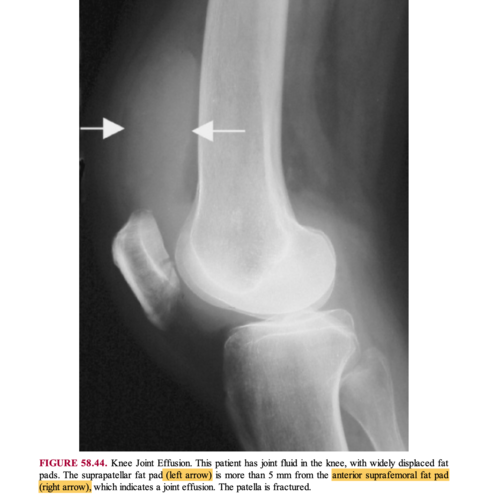 FIGURE 58.44. Knee Joint Effusion. This patient has joint fluid in the knee, with widely displaced fat
pads. The suprapatellar fat pad (left arrow) is more than 5 mm from the anterior suprafemoral fat pad
(right arrow), which indicates a joint effusion. The patella is fractured.